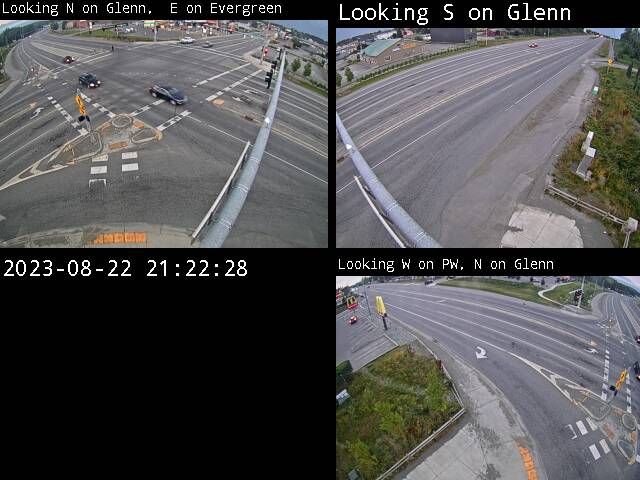 Looking N on Glenn,  E on Evergreen
Looking S on Glenn
2023-08-22 21:22:28
Looking W on PW, N on Glenn